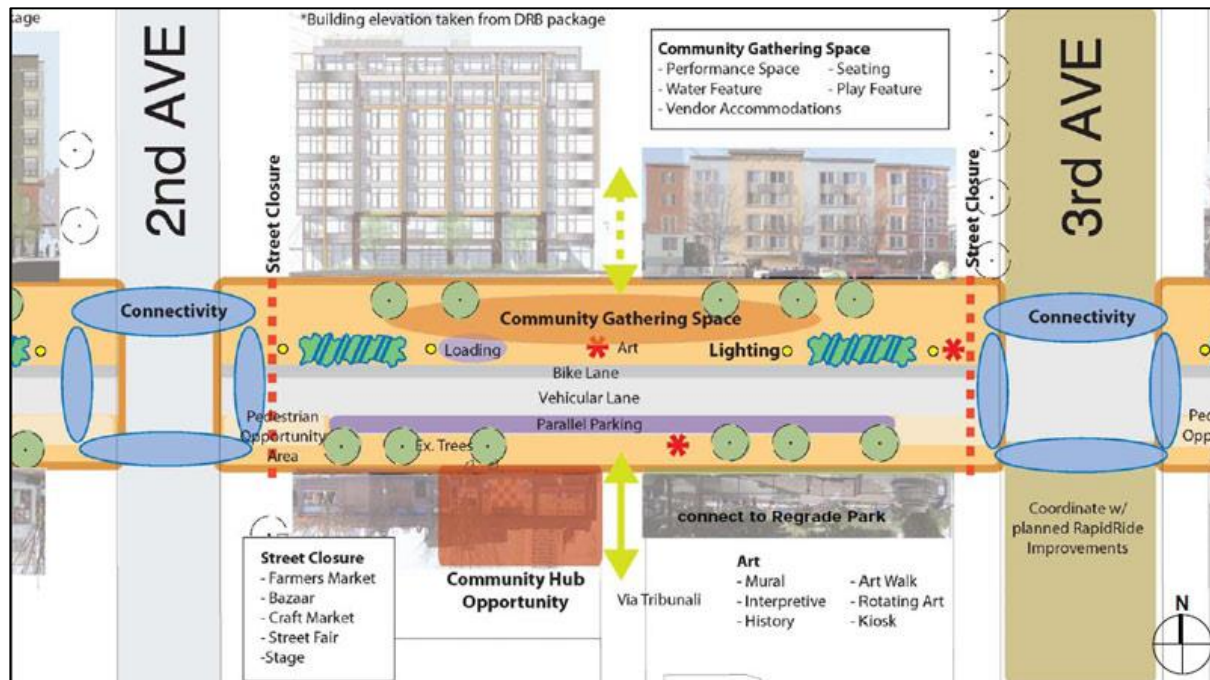 kage
*Building elevation taken from DRB package
2nd AVE
3rd AVE
Community Gathering Space
- Performance Space - Seating
- Water Feature - Play Feature
- Vendor Accommodations
Street Closure
Street Closure
Connectivity
Community Gathering Space
Connectivity
Loading
Art
Lighting
Bike Lane
Vehicular Lane
Parallel Parking
Pedestrian
Opportunity
Area
Ex. Trees
Ped
Oppo
connect to Regrade Park
Coordinate w/
planned RapidRide
Improvements
Street Closure
- Farmers Market
- Bazaar
- Craft Market
- Street Fair
-Stage
Community Hub
Opportunity
Via Tribunali
Art
- Mural - Art Walk
- Interpretive - Rotating Art
- History - Kiosk
N